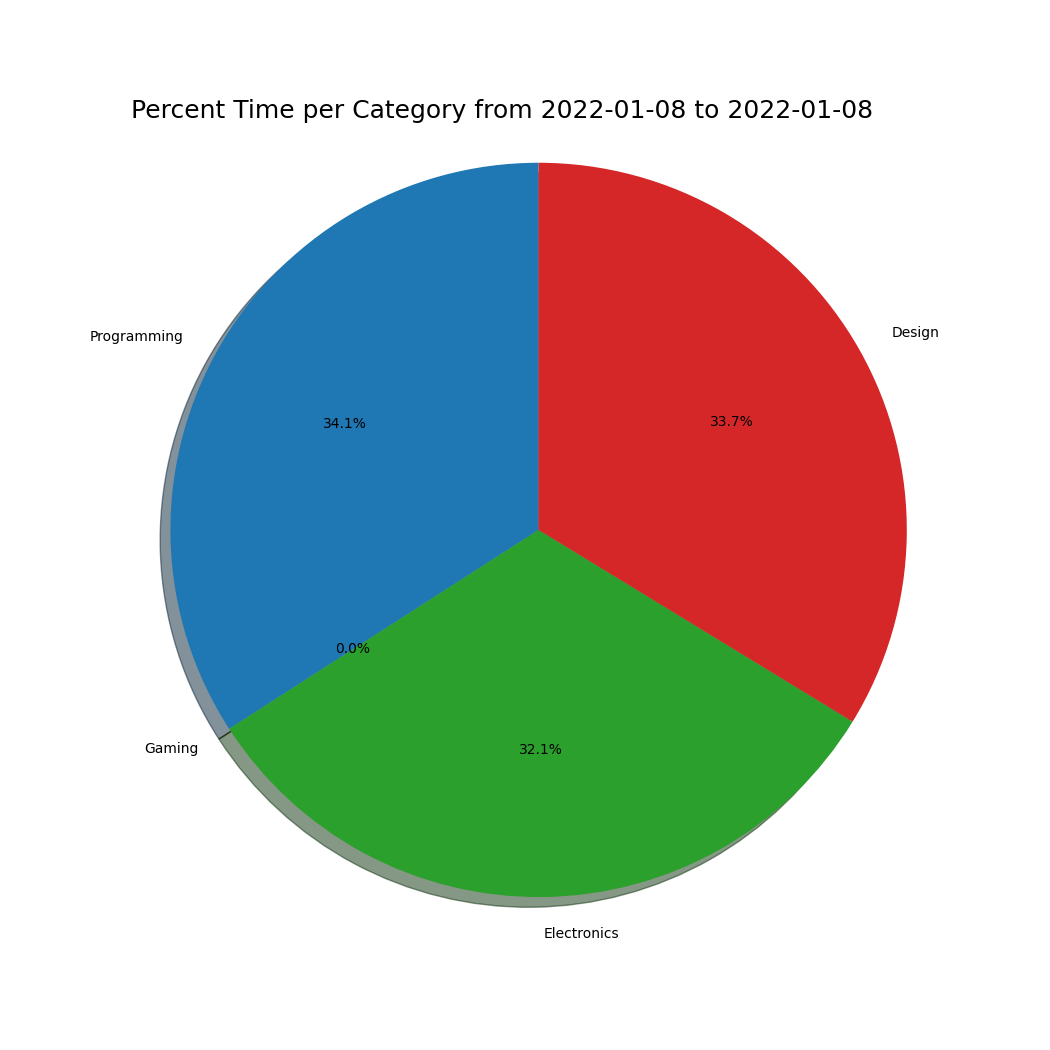 Percent Time per Category from 2022-01-08 to 2022-01-08
Design
Programming
33.7%
34.1%
0.0%
Gaming
32.1%
Electronics